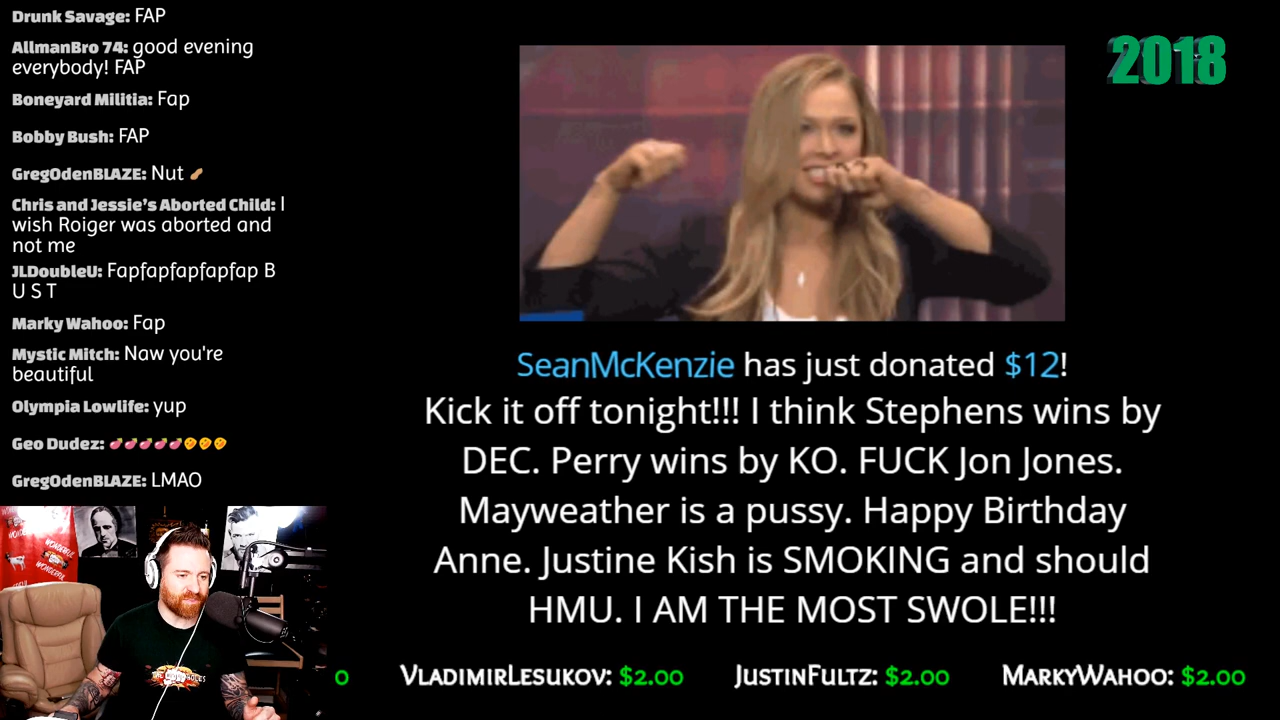 Drunk Savage: FAP
AllmanBro 74: good evening
everybody! FAP
Boneyard Militia: Fap
Bobby Bush: FAP
GregOdenBLAZE: Nut 🥜
Chris and Jessie's Aborted Child: I
wish Roiger was aborted and
not me
JLDoubleU: Fapfapfapfapfap B
U S T
Marky Wahoo: Fap
Mystic Mitch: Naw you're
beautiful
Olympia Lowlife: yup
Geo Dudez:
GregOdenBLAZE: LMAO
2018
SeanMcKenzie has just donated $12!
Kick it off tonight!!! I think Stephens wins by
DEC. Perry wins by KO. FUCK Jon Jones.
Mayweather is a pussy. Happy Birthday
Anne. Justine Kish is SMOKING and should
HMU. I AM THE MOST SWOLE!!!
0 VladimirLesukov: $2.00 JustinFultz: $2.00 MarkyWahoo: $2.00